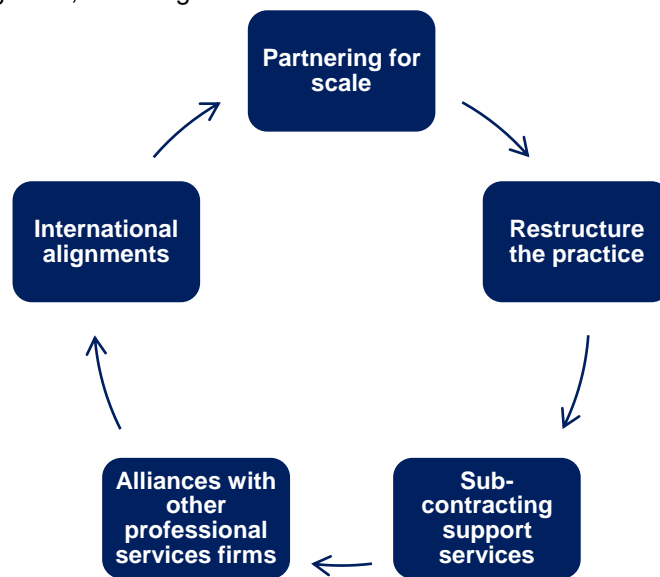 Partnering for
scale
Restructure
the practice
Sub-
contracting
support
services
Alliances with
other
professional
services firms
International
alignments